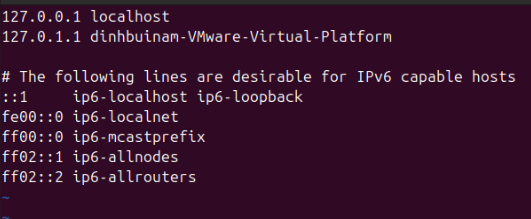 127.0.0.1 localhost
127.0.1.1 dinhbuinam-VMware-Virtual-Platform

# The following lines are desirable for IPv6 capable hosts
::1     ip6-localhost ip6-loopback
fe00::0 ip6-localnet
ff00::0 ip6-mcastprefix
ff02::1 ip6-allnodes
ff02::2 ip6-allrouters
~
~